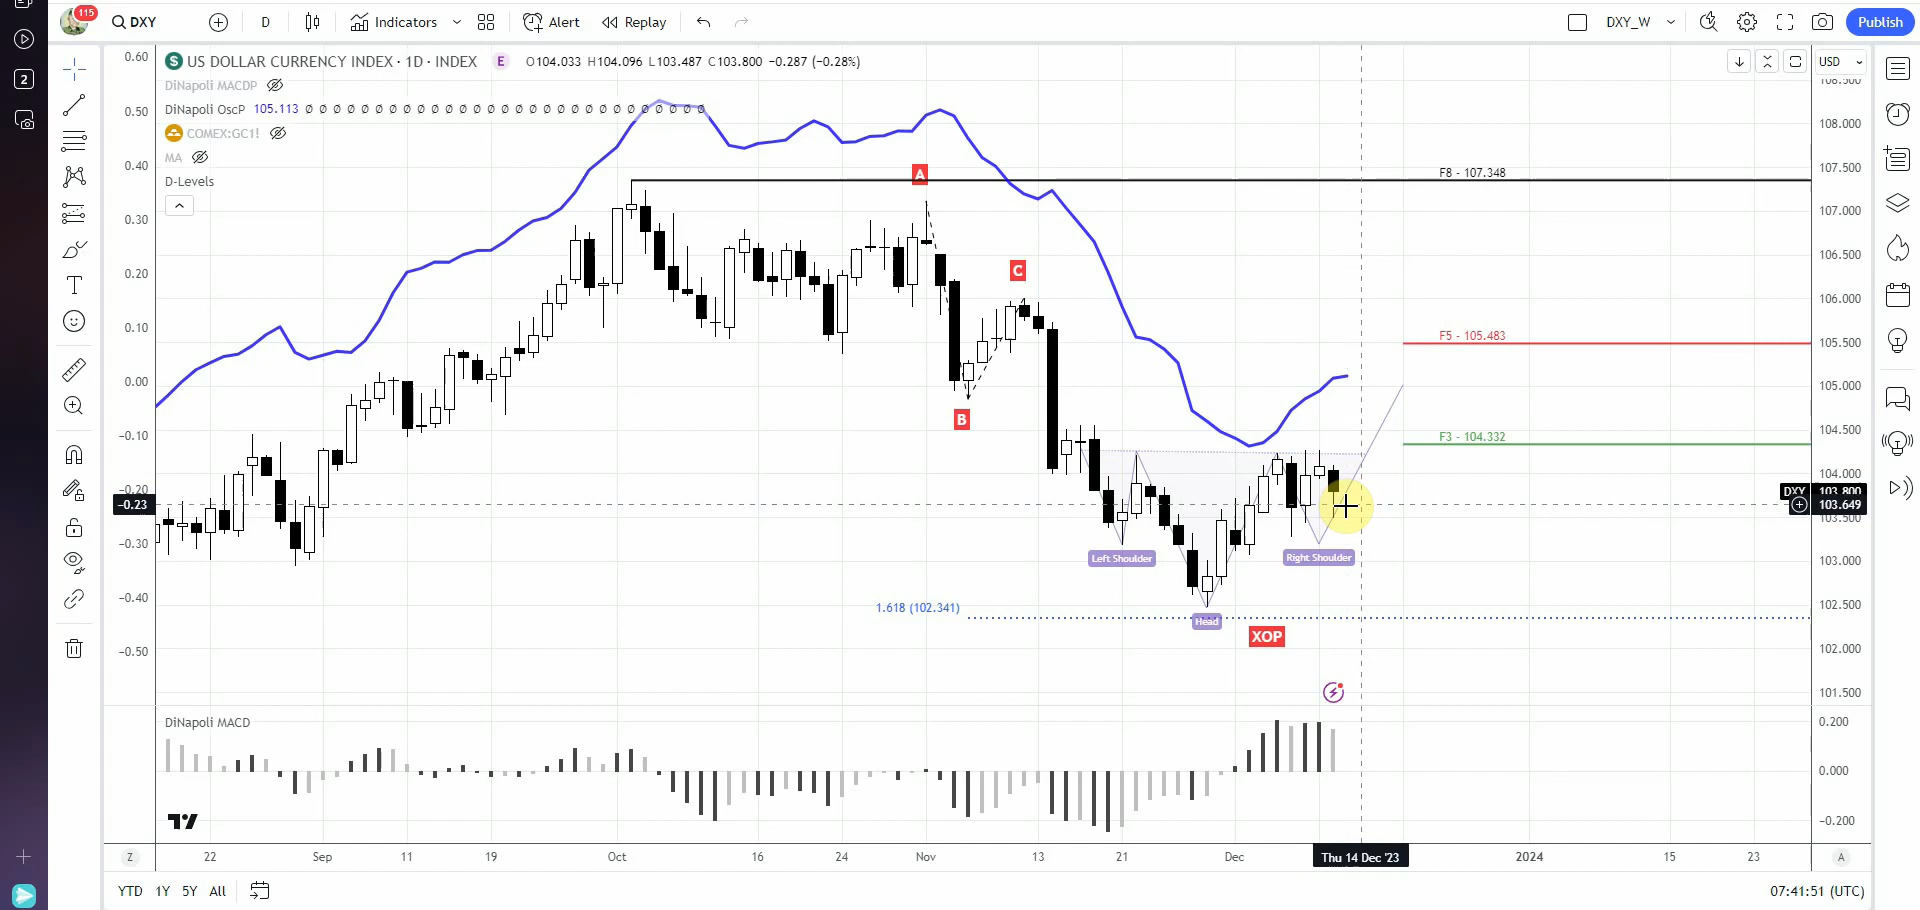 115
DXY
D
Indicators
Alert
Replay
DXY_W
Publish
2
US DOLLAR CURRENCY INDEX · 1D · INDEX E O104.033 H104.096 L103.487 C103.800 −0.287 (−0.28%)
USD
DiNapoli MACDP
DiNapoli OscP 105.113 Ø Ø Ø Ø Ø Ø Ø Ø Ø Ø Ø Ø Ø Ø Ø Ø Ø Ø Ø Ø Ø Ø Ø Ø Ø Ø Ø Ø Ø
COMEX:GC1!
MA
D-Levels
0.60
0.50
0.40
0.30
0.20
0.10
0.00
−0.10
−0.20
−0.23
−0.30
−0.40
−0.50
A
B
C
F8 - 107.348
F5 - 105.483
F3 - 104.332
Left Shoulder
Right Shoulder
Head
1.618 (102.341)
XOP
108.500
108.000
107.500
107.000
106.500
106.000
105.500
105.000
104.500
104.000
DXY 103.800
103.649
103.500
103.000
102.500
102.000
101.500
DiNapoli MACD
0.200
0.000
−0.200
Z
22
Sep
11
19
Oct
16
24
Nov
13
21
Dec
Thu 14 Dec '23
2024
15
23
A
YTD 1Y 5Y All
07:41:51 (UTC)